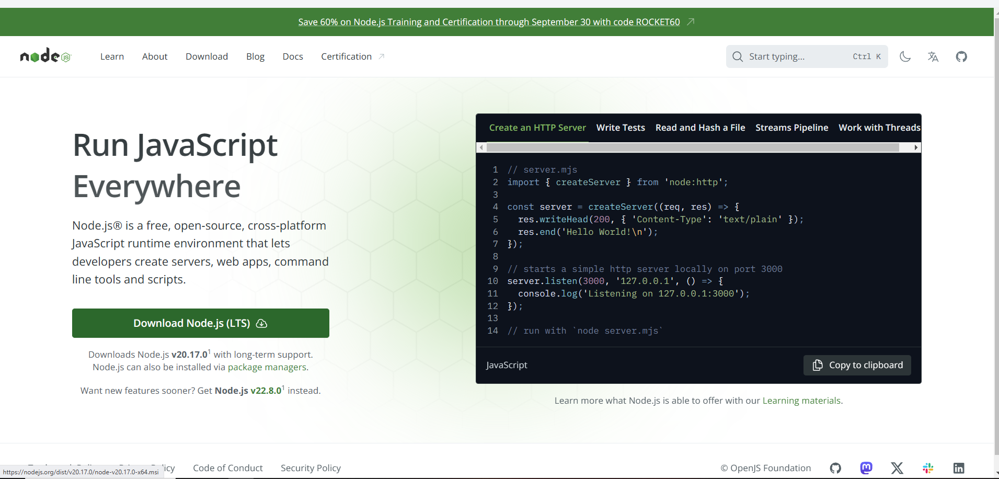 Save 60% on Node.js Training and Certification through September 30 with code ROCKET60
node JS
Learn About Download Blog Docs Certification
Start typing... Ctrl K
Run JavaScript
Everywhere
Node.js® is a free, open-source, cross-platform
JavaScript runtime environment that lets
developers create servers, web apps, command
line tools and scripts.
Download Node.js (LTS)
Downloads Node.js v20.17.0¹ with long-term support.
Node.js can also be installed via package managers.
Want new features sooner? Get Node.js v22.8.0¹ instead.
Create an HTTP Server Write Tests Read and Hash a File Streams Pipeline Work with Threads
1 // server.mjs
2 import { createServer } from 'node:http';
3
4 const server = createServer((req, res) => {
5   res.writeHead(200, { 'Content-Type': 'text/plain' });
6   res.end('Hello World!\n');
7 });
8
9 // starts a simple http server locally on port 3000
10 server.listen(3000, '127.0.0.1', () => {
11   console.log('Listening on 127.0.0.1:3000');
12 });
13
14 // run with `node server.mjs`
JavaScript Copy to clipboard
Learn more what Node.js is able to offer with our Learning materials.
Code of Conduct Security Policy © OpenJS Foundation
https://nodejs.org/dist/v20.17.0/node-v20.17.0-x64.msi